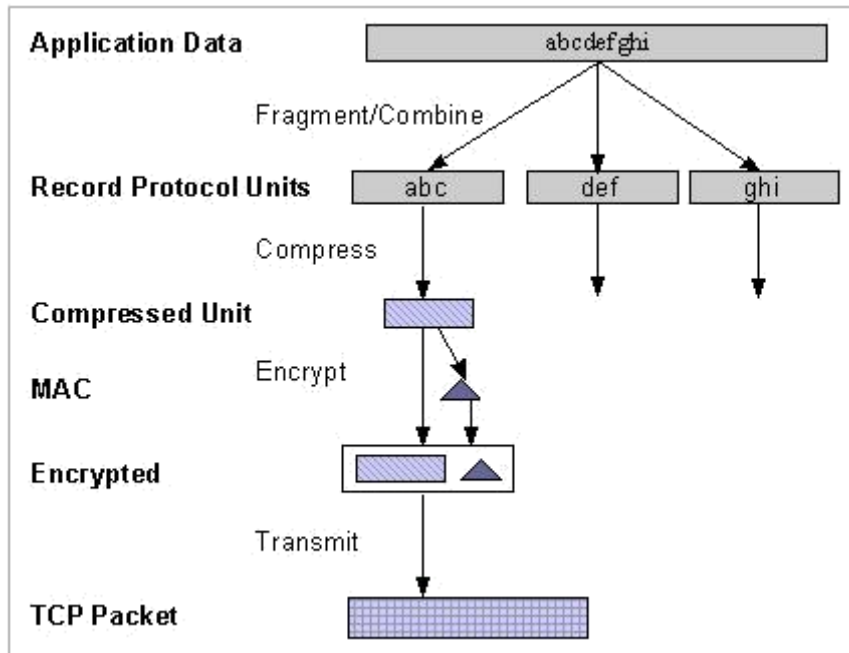 Application Data
abcdefghi
Fragment/Combine
Record Protocol Units
abc
def
ghi
Compress
Compressed Unit
Encrypt
MAC
Encrypted
Transmit
TCP Packet